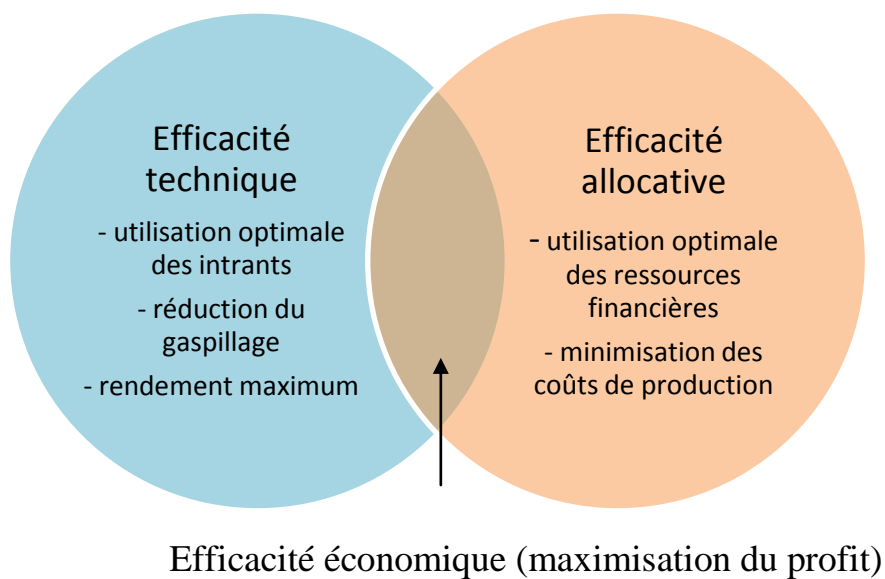 Efficacité
technique
- utilisation optimale
des intrants
- réduction du
gaspillage
- rendement maximum
Efficacité
allocative
- utilisation optimale
des ressources
financières
- minimisation des
coûts de production
Efficacité économique (maximisation du profit)